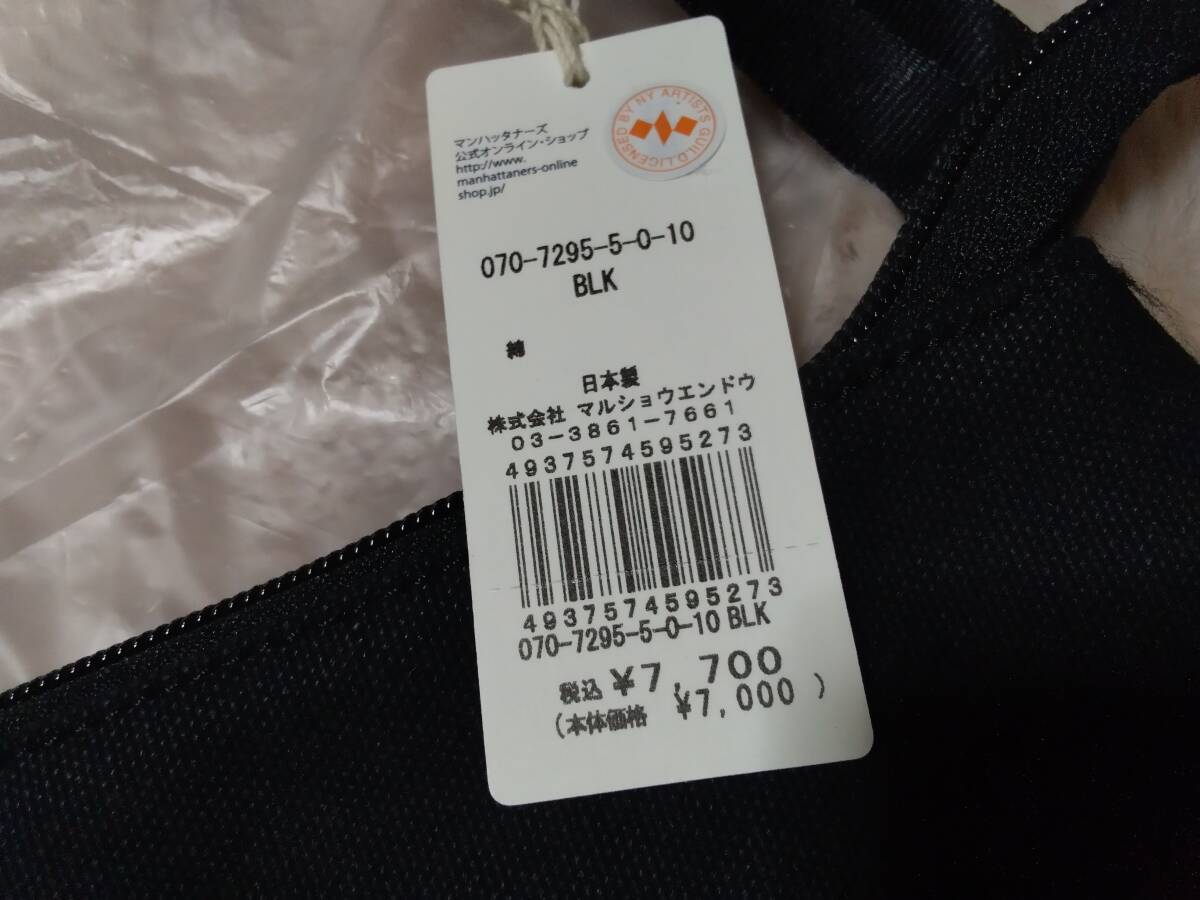 マンハッタナーズ
公式オンライン・ショップ
http://www.
manhattaners-online
shop.jp/
LICENSED BY NY ARTISTS GUILD.
070-7295-5-0-10
BLK
綿
日本製
株式会社 マルショウエンドウ
03-3861-7661
4937574595273
4937574595273
070-7295-5-0-10 BLK
税込 ¥7,700
(本体価格 ¥7,000 )